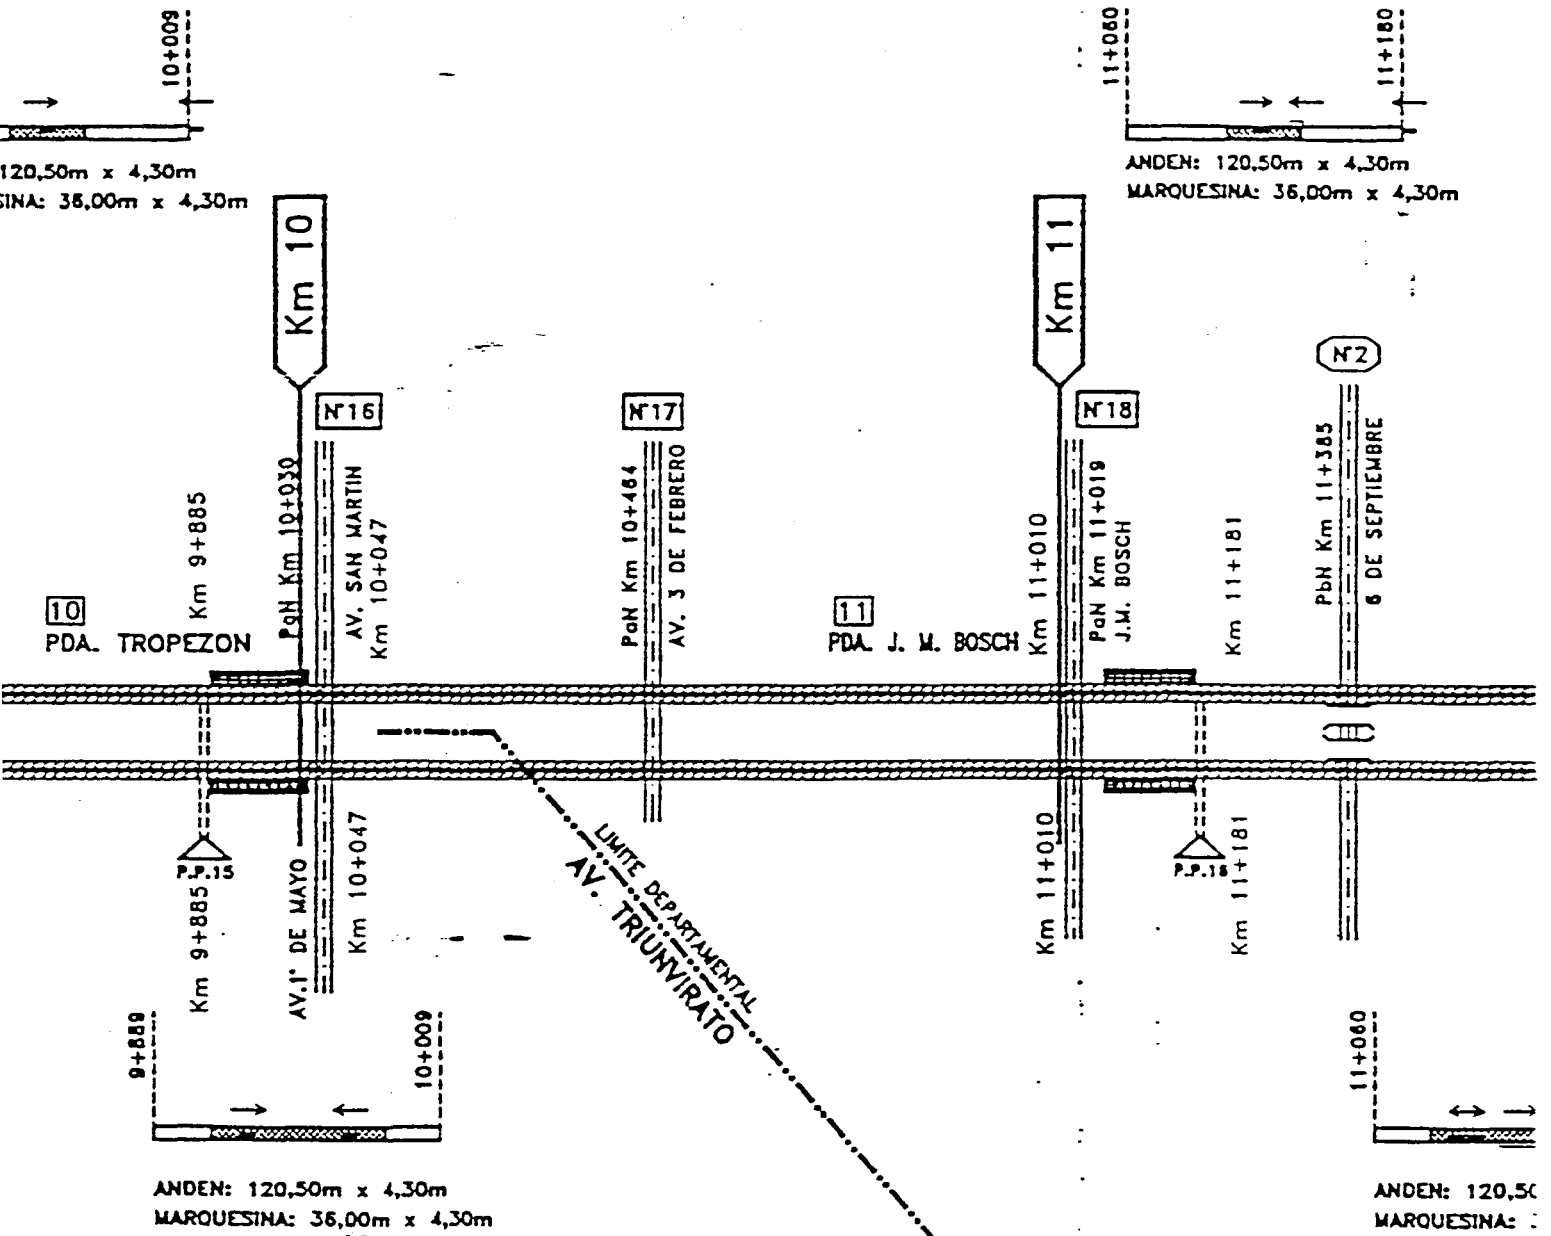 10+009
11+060
11+180
120,50m x 4,30m
SINA: 36,00m x 4,30m
ANDEN: 120,50m x 4,30m
MARQUESINA: 36,00m x 4,30m
Km 10
Km 11
N°2
N°16
N°17
N°18
Km 9+885
PaN Km 10+030
AV. SAN MARTIN
Km 10+047
PaN Km 10+464
AV. 3 DE FEBRERO
Km 11+010
PaN Km 11+019
J.M. BOSCH
Km 11+181
PbN Km 11+385
6 DE SEPTIEMBRE
10
PDA. TROPEZON
11
PDA. J. M. BOSCH
P.P.15
P.P.16
Km 9+885
AV.1° DE MAYO
Km 10+047
LIMITE DEPARTAMENTAL
AV. TRIUNVIRATO
Km 11+010
Km 11+181
9+889
10+009
11+060
ANDEN: 120,50m x 4,30m
MARQUESINA: 36,00m x 4,30m
ANDEN: 120,50
MARQUESINA: